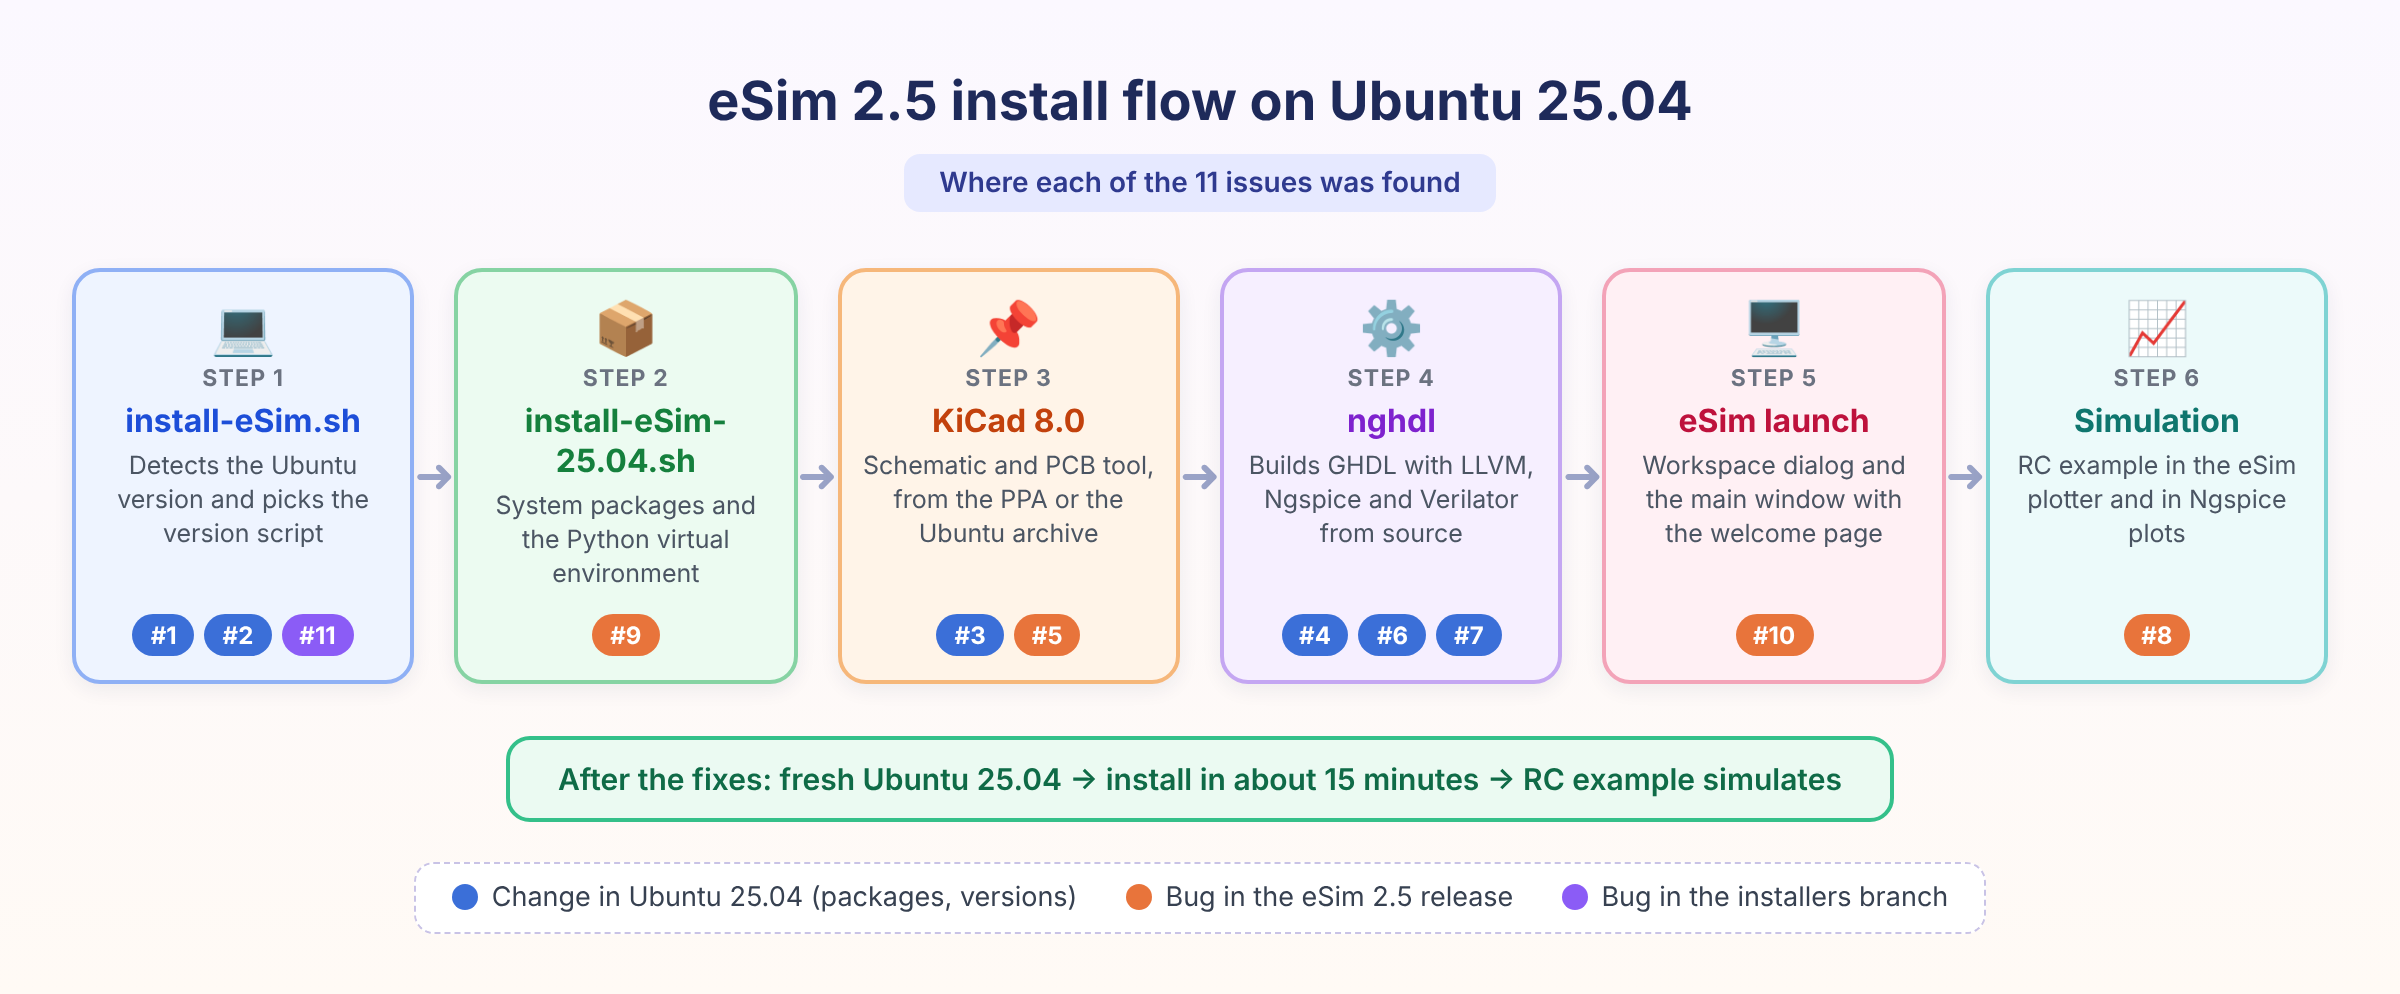 eSim 2.5 install flow on Ubuntu 25.04
Where each of the 11 issues was found
STEP 1
install-eSim.sh
Detects the Ubuntu
version and picks the
version script
#1 #2 #11
STEP 2
install-eSim-
25.04.sh
System packages and
the Python virtual
environment
#9
STEP 3
KiCad 8.0
Schematic and PCB tool,
from the PPA or the
Ubuntu archive
#3 #5
STEP 4
nghdl
Builds GHDL with LLVM,
Ngspice and Verilator
from source
#4 #6 #7
STEP 5
eSim launch
Workspace dialog and
the main window with
the welcome page
#10
STEP 6
Simulation
RC example in the eSim
plotter and in Ngspice
plots
#8
After the fixes: fresh Ubuntu 25.04 → install in about 15 minutes → RC example simulates
Change in Ubuntu 25.04 (packages, versions) Bug in the eSim 2.5 release Bug in the installers branch